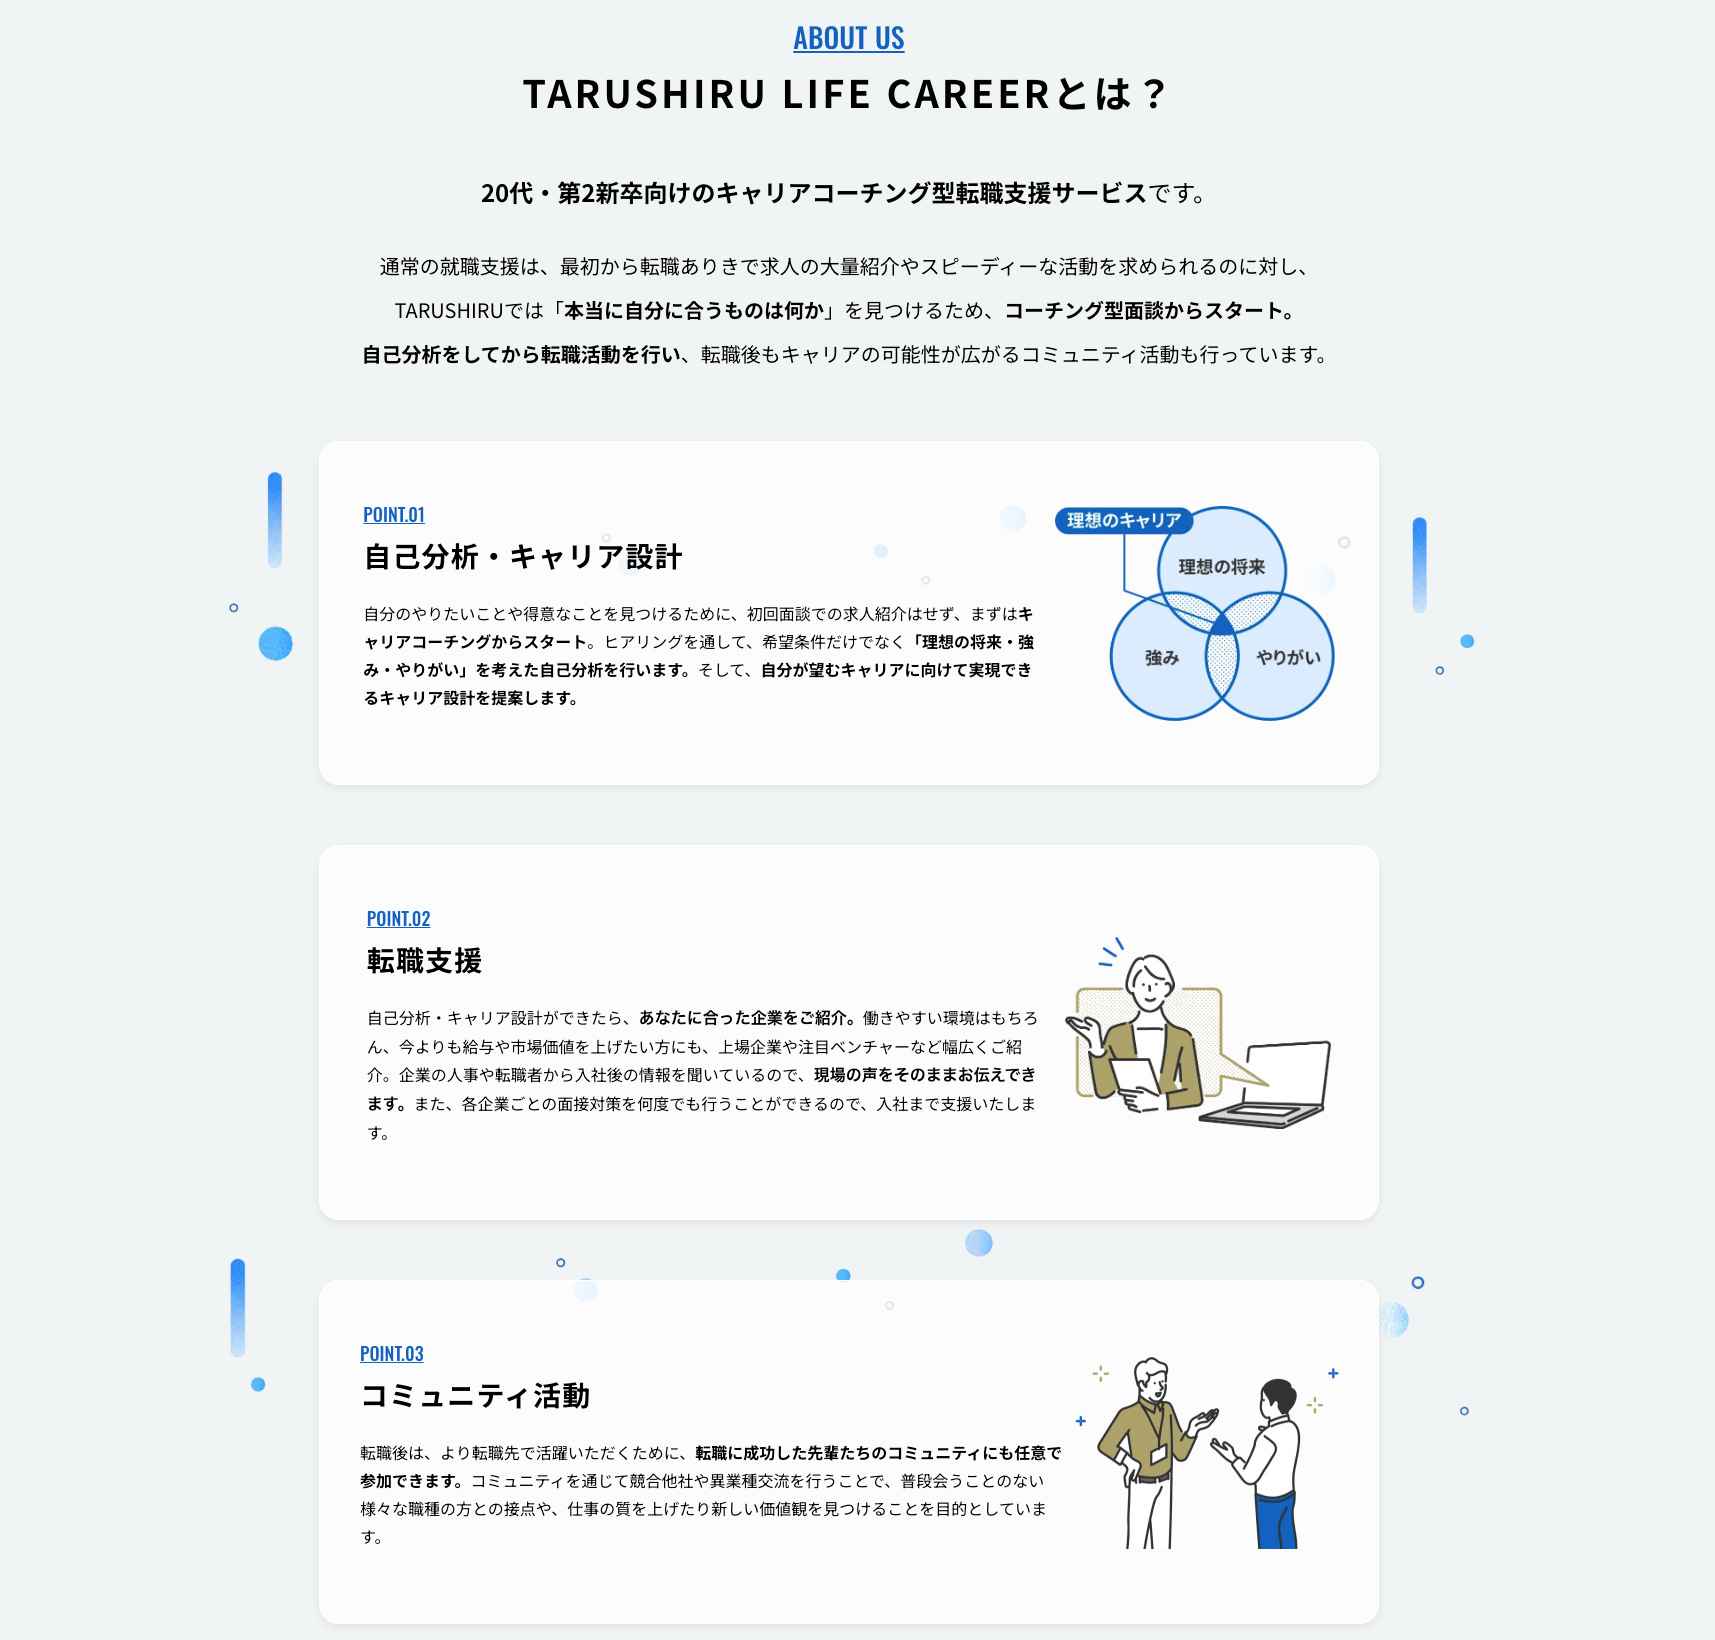 ABOUT US
TARUSHIRU LIFE CAREERとは？
20代・第2新卒向けのキャリアコーチング型転職支援サービスです。
通常の就職支援は、最初から転職ありきで求人の大量紹介やスピーディーな活動を求められるのに対し、
TARUSHIRUでは「本当に自分に合うものは何か」を見つけるため、コーチング型面談からスタート。
自己分析をしてから転職活動を行い、転職後もキャリアの可能性が広がるコミュニティ活動も行っています。
POINT.01
自己分析・キャリア設計
自分のやりたいことや得意なことを見つけるために、初回面談での求人紹介はせず、まずはキ
ャリアコーチングからスタート。ヒアリングを通して、希望条件だけでなく「理想の将来・強
み・やりがい」を考えた自己分析を行います。そして、自分が望むキャリアに向けて実現でき
るキャリア設計を提案します。
理想のキャリア
理想の将来
強み
やりがい
POINT.02
転職支援
自己分析・キャリア設計ができたら、あなたに合った企業をご紹介。働きやすい環境はもちろ
ん、今よりも給与や市場価値を上げたい方にも、上場企業や注目ベンチャーなど幅広くご紹
介。企業の人事や転職者から入社後の情報を聞いているので、現場の声をそのままお伝えでき
ます。また、各企業ごとの面接対策を何度でも行うことができるので、入社まで支援いたしま
す。
POINT.03
コミュニティ活動
転職後は、より転職先で活躍いただくために、転職に成功した先輩たちのコミュニティにも任意で
参加できます。コミュニティを通じて競合他社や異業種交流を行うことで、普段会うことのない
様々な職種の方との接点や、仕事の質を上げたり新しい価値観を見つけることを目的としていま
す。